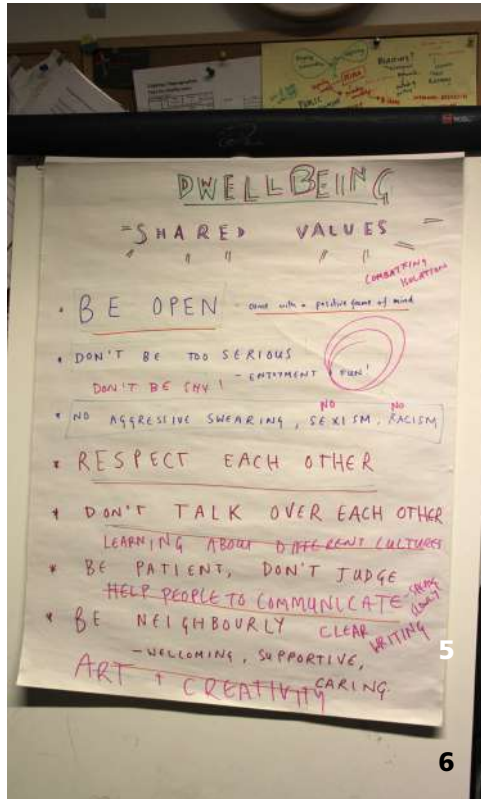 DWELLBEIING
SHARED VALUES
COMBATTING
ISOLATION
BE OPEN - come with a positive frame of mind
DON'T BE TOO SERIOUS
- ENJOYMENT + FUN!
DON'T BE SHY!
NO AGGRESSIVE SWEARING, NO SEXISM, NO RACISM
* RESPECT EACH OTHER
* DON'T TALK OVER EACH OTHER
LEARNING ABOUT DIFFERENT CULTURES
* BE PATIENT, DON'T JUDGE
HELP PEOPLE TO COMMUNICATE - SPEAK
SLOWLY
CLEAR WRITING
* BE NEIGHBOURLY
- WELCOMING, SUPPORTIVE,
CARING
ART + CREATIVITY
5
6